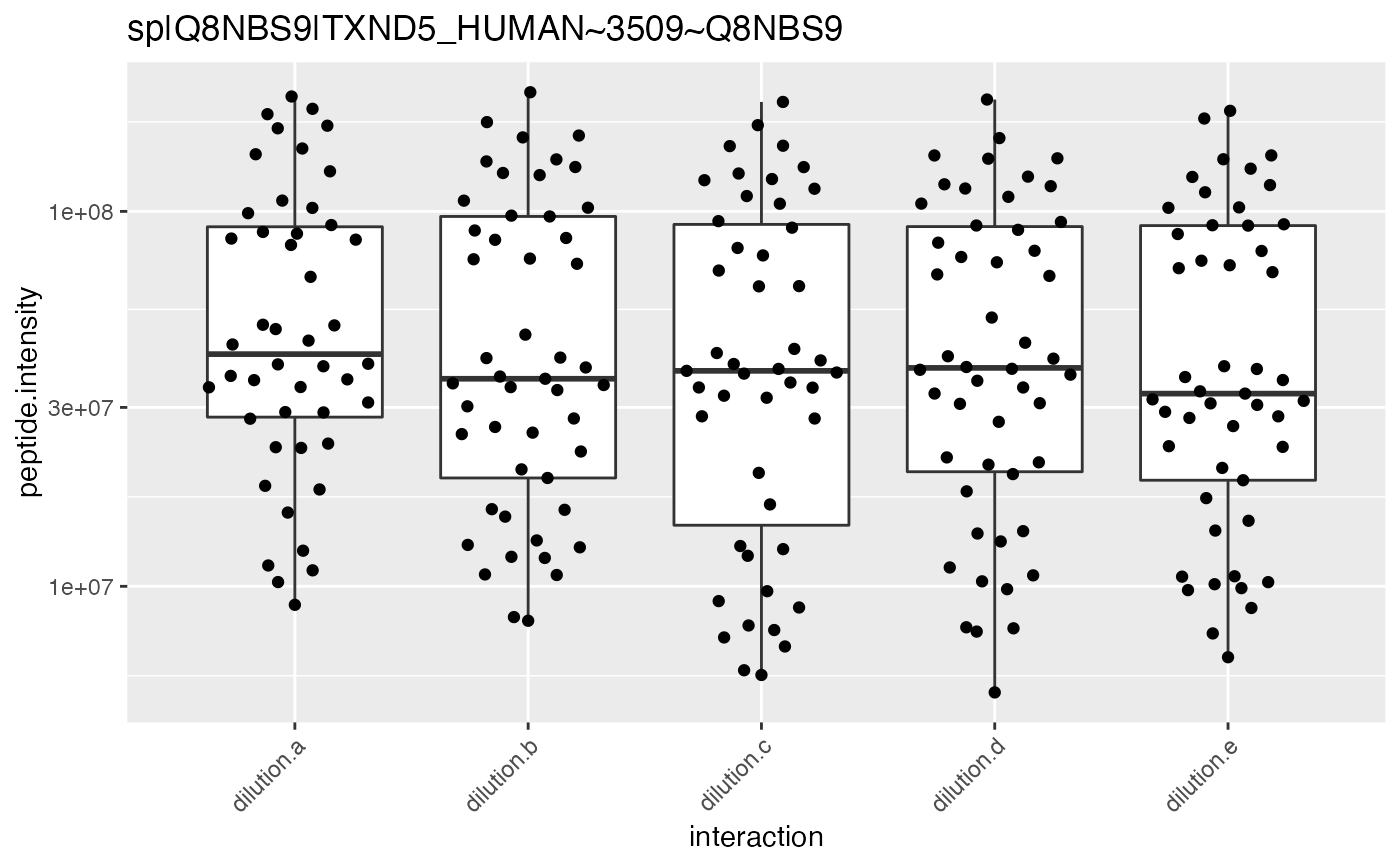 sp|Q8NBS9|TXND5_HUMAN~3509~Q8NBS9
peptide.intensity
1e+08
3e+07
1e+07
dilution.a
dilution.b
dilution.c
dilution.d
dilution.e
interaction